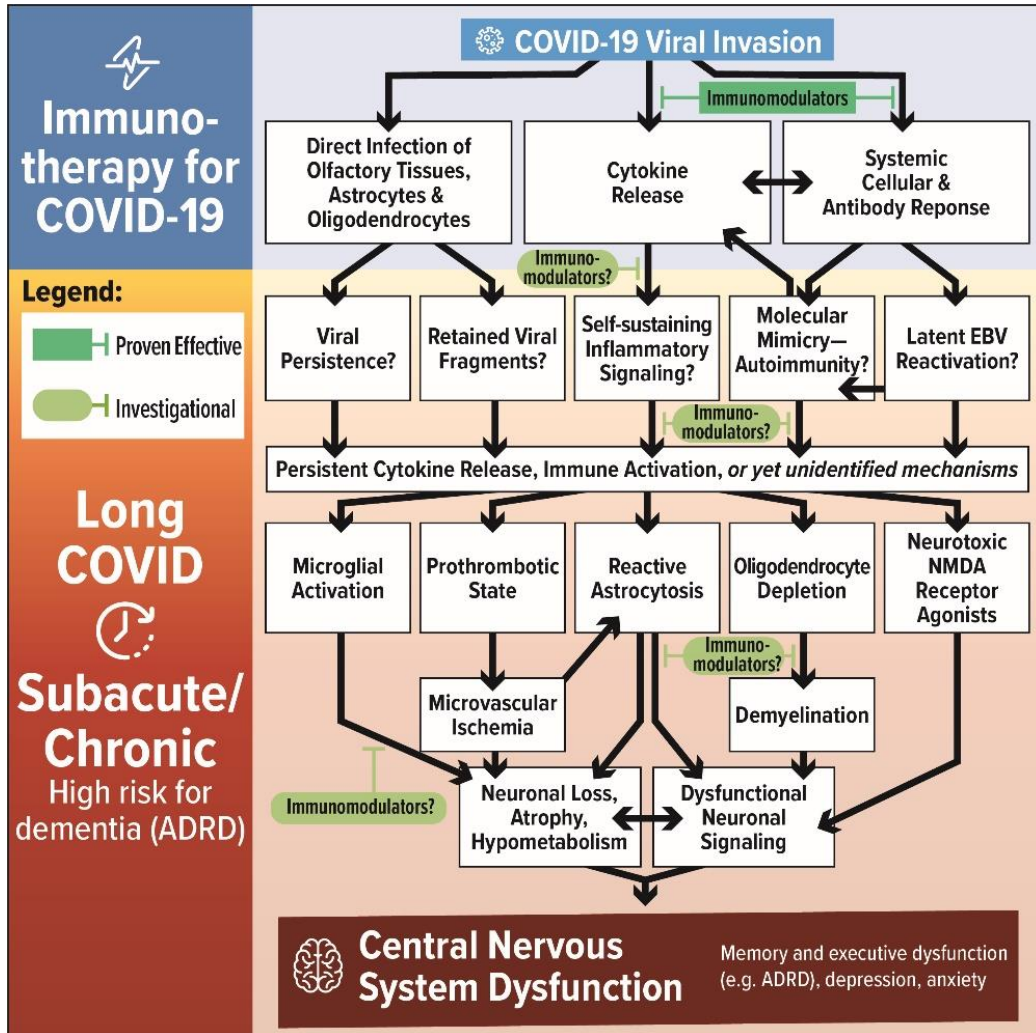 COVID-19 Viral Invasion
Immuno-
therapy for
COVID-19
Immunomodulators
Direct Infection of
Olfactory Tissues,
Astrocytes &
Oligodendrocytes
Cytokine
Release
Systemic
Cellular &
Antibody Reponse
Immuno-
modulators?
Legend:
Proven Effective
Investigational
Viral
Persistence?
Retained Viral
Fragments?
Self-sustaining
Inflammatory
Signaling?
Molecular
Mimicry—
Autoimmunity?
Latent EBV
Reactivation?
Immuno-
modulators?
Persistent Cytokine Release, Immune Activation, or yet unidentified mechanisms
Long
COVID
Subacute/
Chronic
High risk for
dementia (ADRD)
Microglial
Activation
Prothrombotic
State
Reactive
Astrocytosis
Oligodendrocyte
Depletion
Neurotoxic
NMDA
Receptor
Agonists
Immuno-
modulators?
Microvascular
Ischemia
Demyelination
Immunomodulators?
Neuronal Loss,
Atrophy,
Hypometabolism
Dysfunctional
Neuronal
Signaling
Central Nervous
System Dysfunction
Memory and executive dysfunction
(e.g. ADRD), depression, anxiety